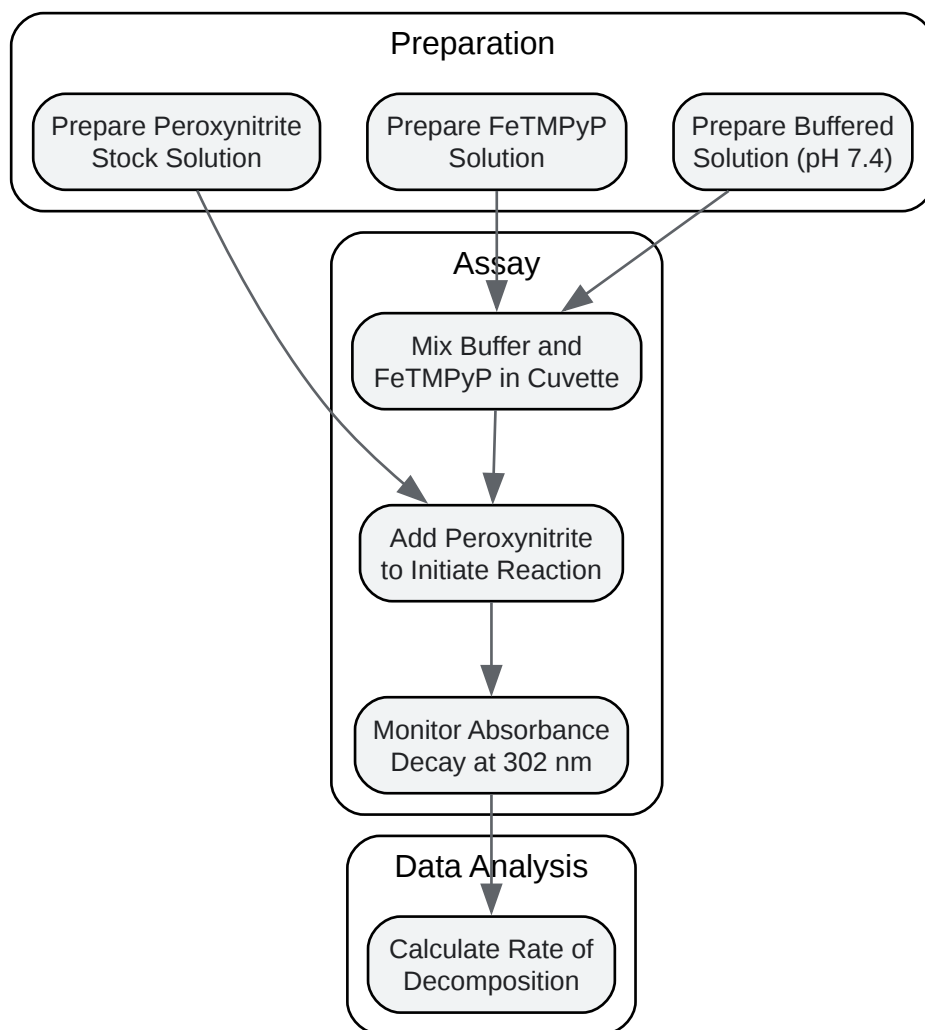 Preparation
Prepare Peroxynitrite
Stock Solution
Prepare FeTMPyP
Solution
Prepare Buffered
Solution (pH 7.4)
Assay
Mix Buffer and
FeTMPyP in Cuvette
Add Peroxynitrite
to Initiate Reaction
Monitor Absorbance
Decay at 302 nm
Data Analysis
Calculate Rate of
Decomposition